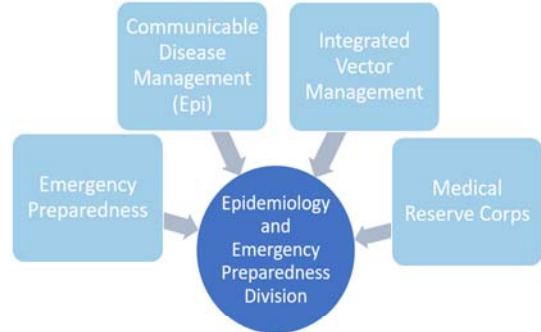 Communicable
Disease
Management
(Epi)
Integrated
Vector
Management
Emergency
Preparedness
Epidemiology
and
Emergency
Preparedness
Division
Medical
Reserve Corps